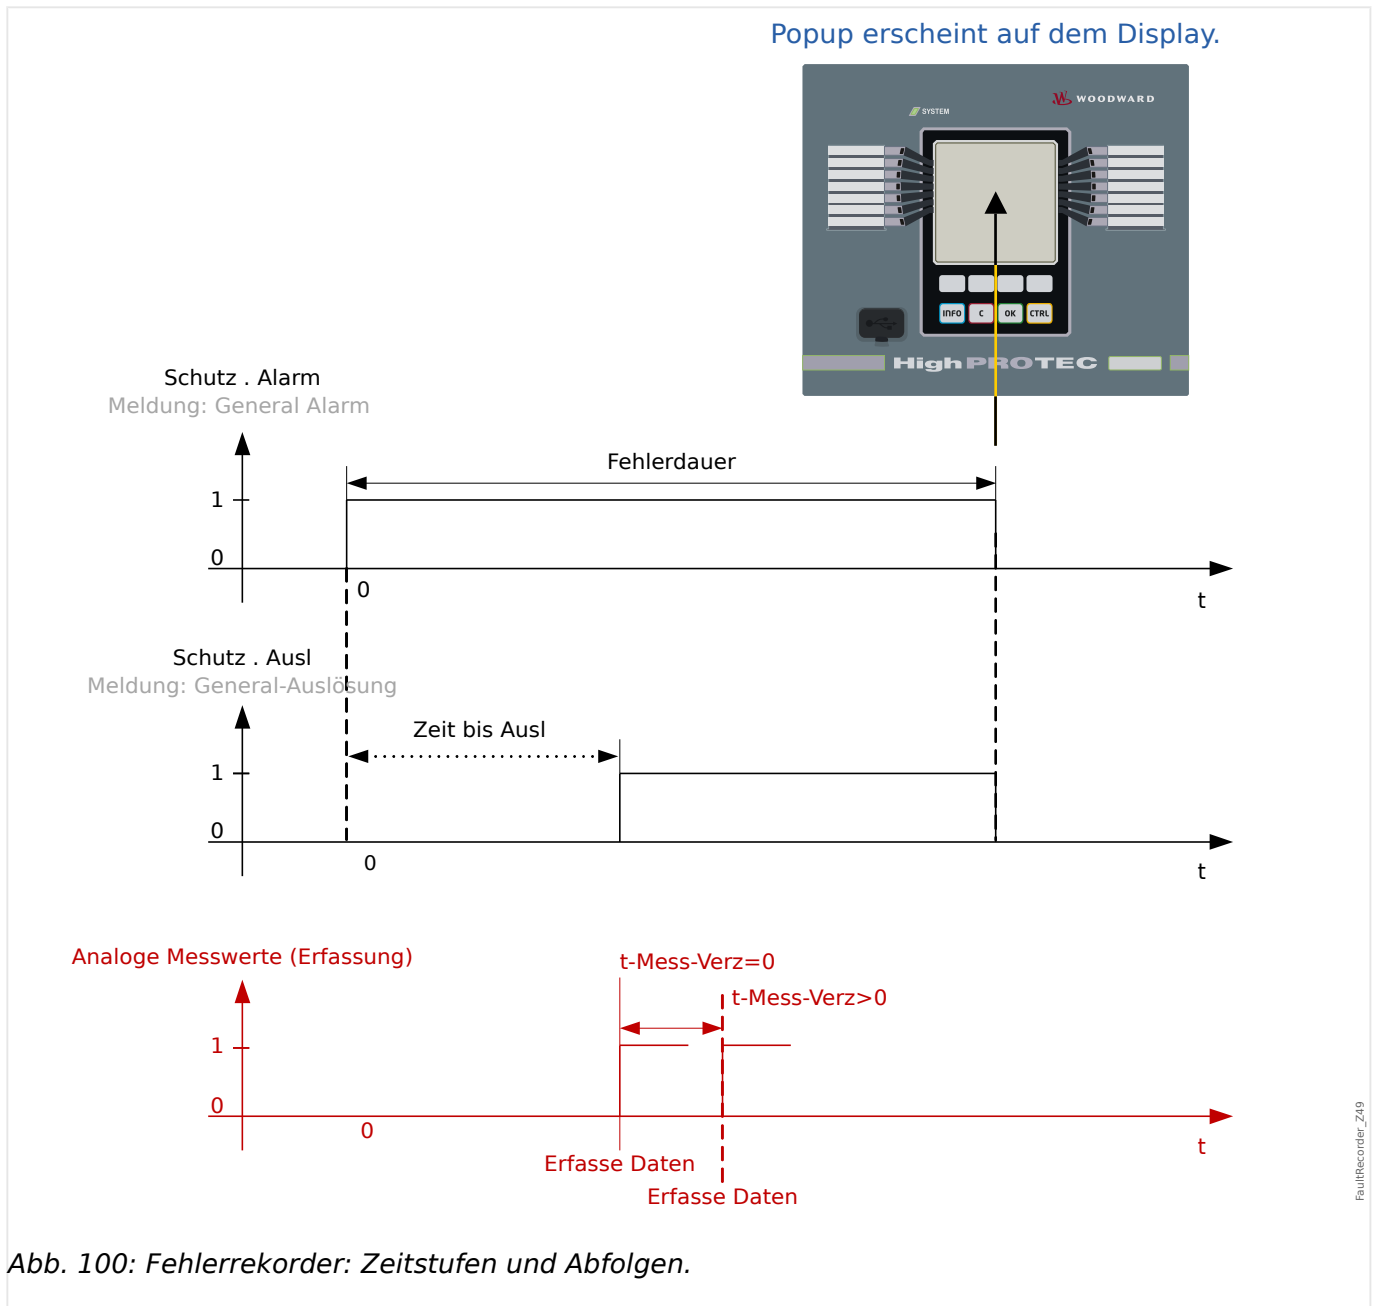 Popup erscheint auf dem Display.
WOODWARD
SYSTEM
INFO C OK CTRL
HighPROTEC
Schutz . Alarm
Meldung: General Alarm
Fehlerdauer
1
0
0
t
Schutz . Ausl
Meldung: General-Auslösung
Zeit bis Ausl
1
0
0
t
Analoge Messwerte (Erfassung)
t-Mess-Verz=0
t-Mess-Verz>0
1
0
0
t
Erfasse Daten
Erfasse Daten
FaultRecorder_Z49
Abb. 100: Fehlerrekorder: Zeitstufen und Abfolgen.